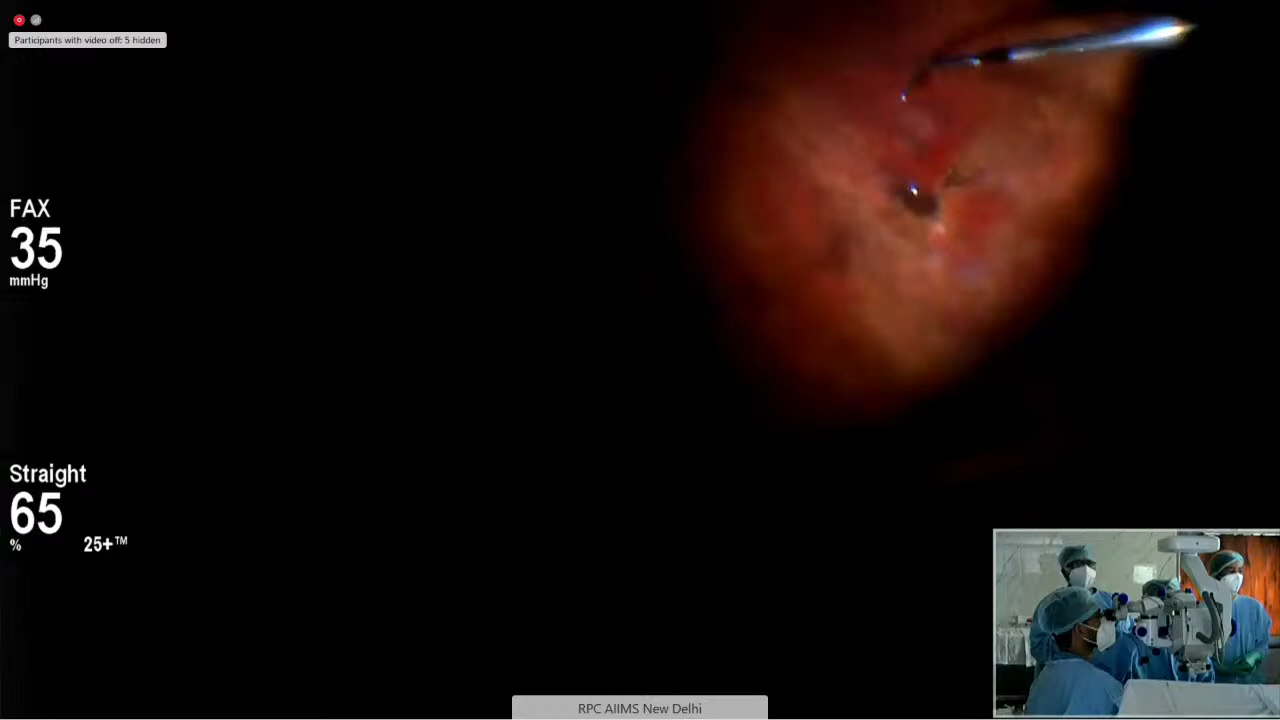 Participants with video off: 5 hidden
FAX
35
mmHg
Straight
65
%
25+™
RPC AIIMS New Delhi